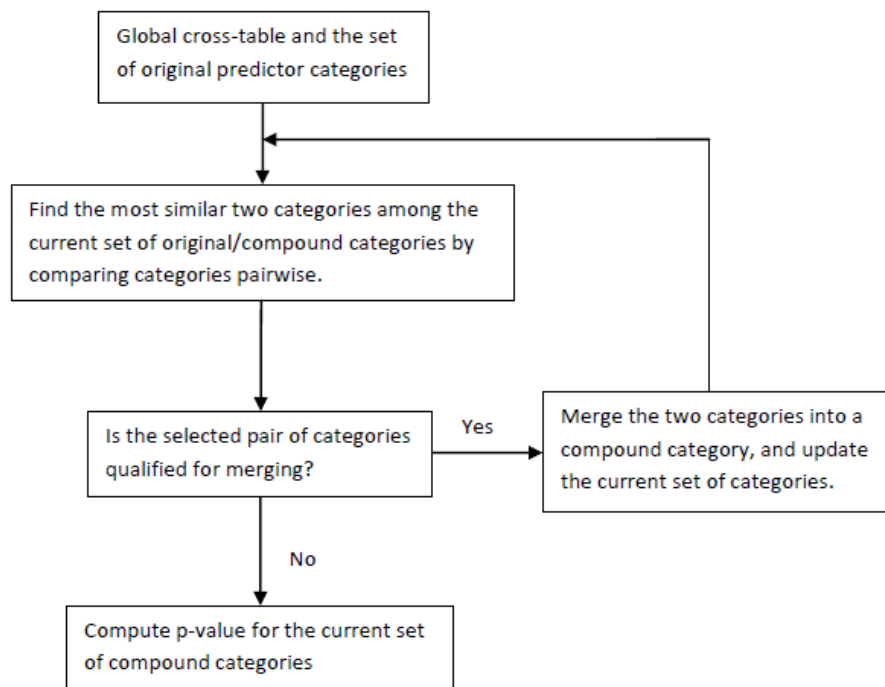 Global cross-table and the set
of original predictor categories
Find the most similar two categories among the
current set of original/compound categories by
comparing categories pairwise.
Is the selected pair of categories
qualified for merging?
Yes
Merge the two categories into a
compound category, and update
the current set of categories.
No
Compute p-value for the current set
of compound categories